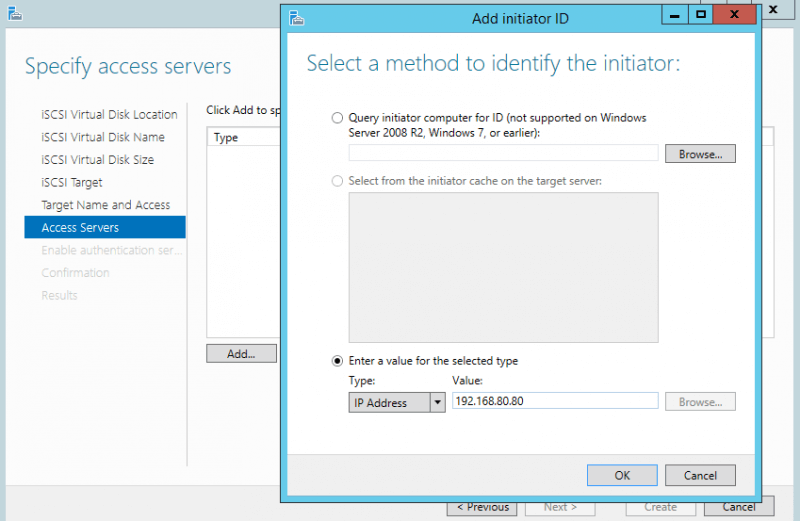 Add initiator ID
Specify access servers
iSCSI Virtual Disk Location
iSCSI Virtual Disk Name
iSCSI Virtual Disk Size
iSCSI Target
Target Name and Access
Access Servers
Enable authentication ser...
Confirmation
Results
Click Add to sp
Type
Add...
Select a method to identify the initiator:
Query initiator computer for ID (not supported on Windows
Server 2008 R2, Windows 7, or earlier):
Browse...
Select from the initiator cache on the target server:
Enter a value for the selected type
Type: Value:
IP Address 192.168.80.80 Browse...
OK Cancel
< Previous Next > Create Cancel